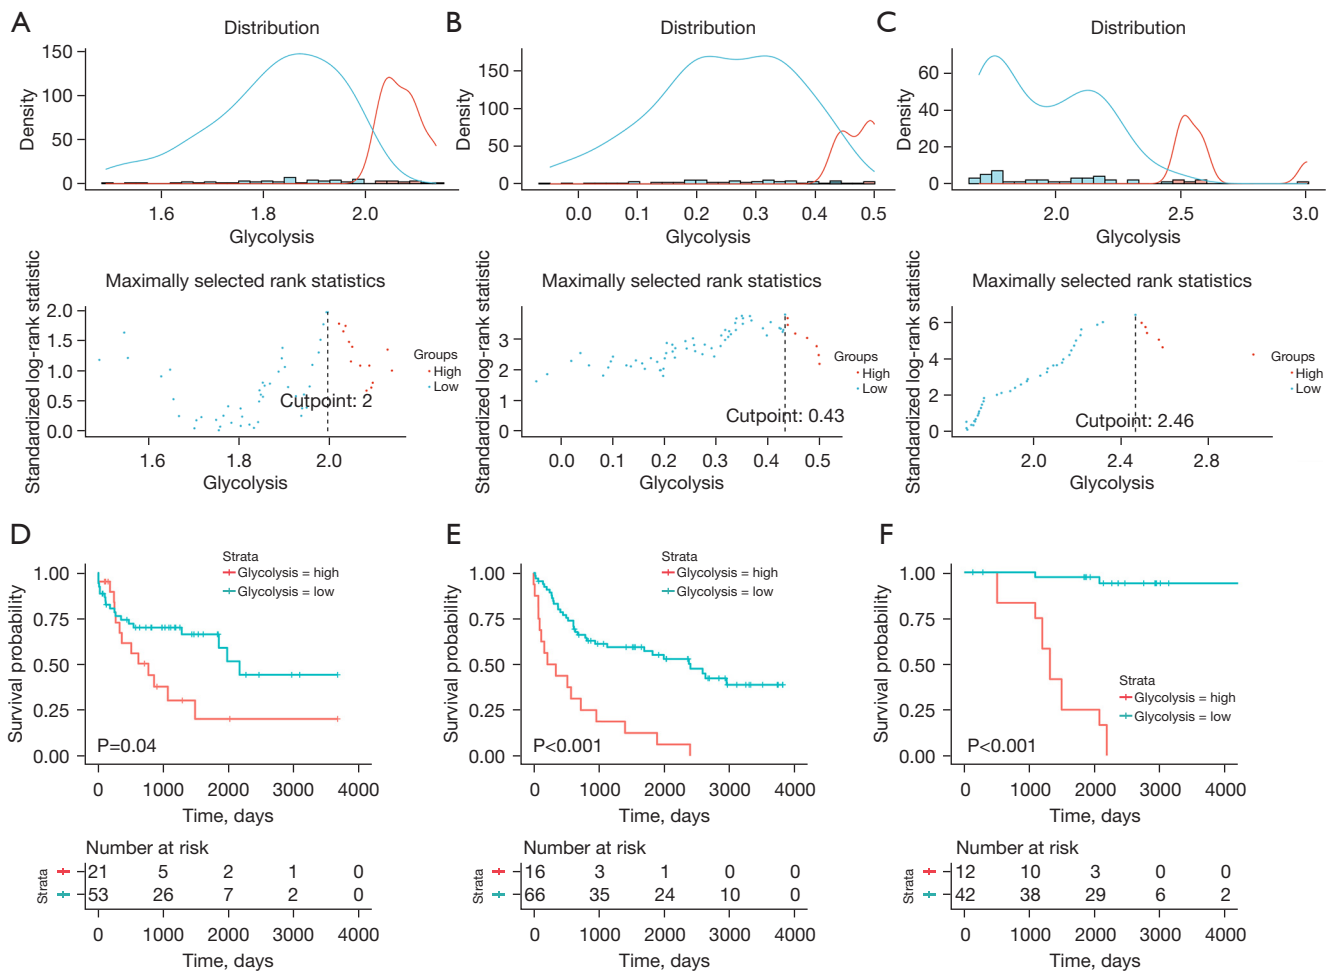 A
Distribution
150
100
50
0
Density
1.6 1.8 2.0
Glycolysis
Maximally selected rank statistics
Standardized log-rank statistic
2.0
1.5
1.0
0.5
0.0
Cutpoint: 2
Groups
High
Low
1.6 1.8 2.0
Glycolysis
B
Distribution
150
100
50
0
Density
0.0 0.1 0.2 0.3 0.4 0.5
Glycolysis
Maximally selected rank statistics
Standardized log-rank statistic
3
2
1
0
Cutpoint: 0.43
Groups
High
Low
0.0 0.1 0.2 0.3 0.4 0.5
Glycolysis
C
Distribution
60
40
20
0
Density
2.0 2.5 3.0
Glycolysis
Maximally selected rank statistics
Standardized log-rank statistic
6
4
2
0
Cutpoint: 2.46
Groups
High
Low
2.0 2.4 2.8
Glycolysis
D
Strata
Glycolysis = high
Glycolysis = low
Survival probability
1.00
0.75
0.50
0.25
0.00
P=0.04
0 1000 2000 3000 4000
Time, days
Number at risk
Strata
21 5 2 1 0
53 26 7 2 0
0 1000 2000 3000 4000
Time, days
E
Strata
Glycolysis = high
Glycolysis = low
Survival probability
1.00
0.75
0.50
0.25
0.00
P<0.001
0 1000 2000 3000 4000
Time, days
Number at risk
Strata
16 3 1 0 0
66 35 24 10 0
0 1000 2000 3000 4000
Time, days
F
Survival probability
1.00
0.75
0.50
0.25
0.00
Strata
Glycolysis = high
Glycolysis = low
P<0.001
0 1000 2000 3000 4000
Time, days
Number at risk
Strata
12 10 3 0 0
42 38 29 6 2
0 1000 2000 3000 4000
Time, days